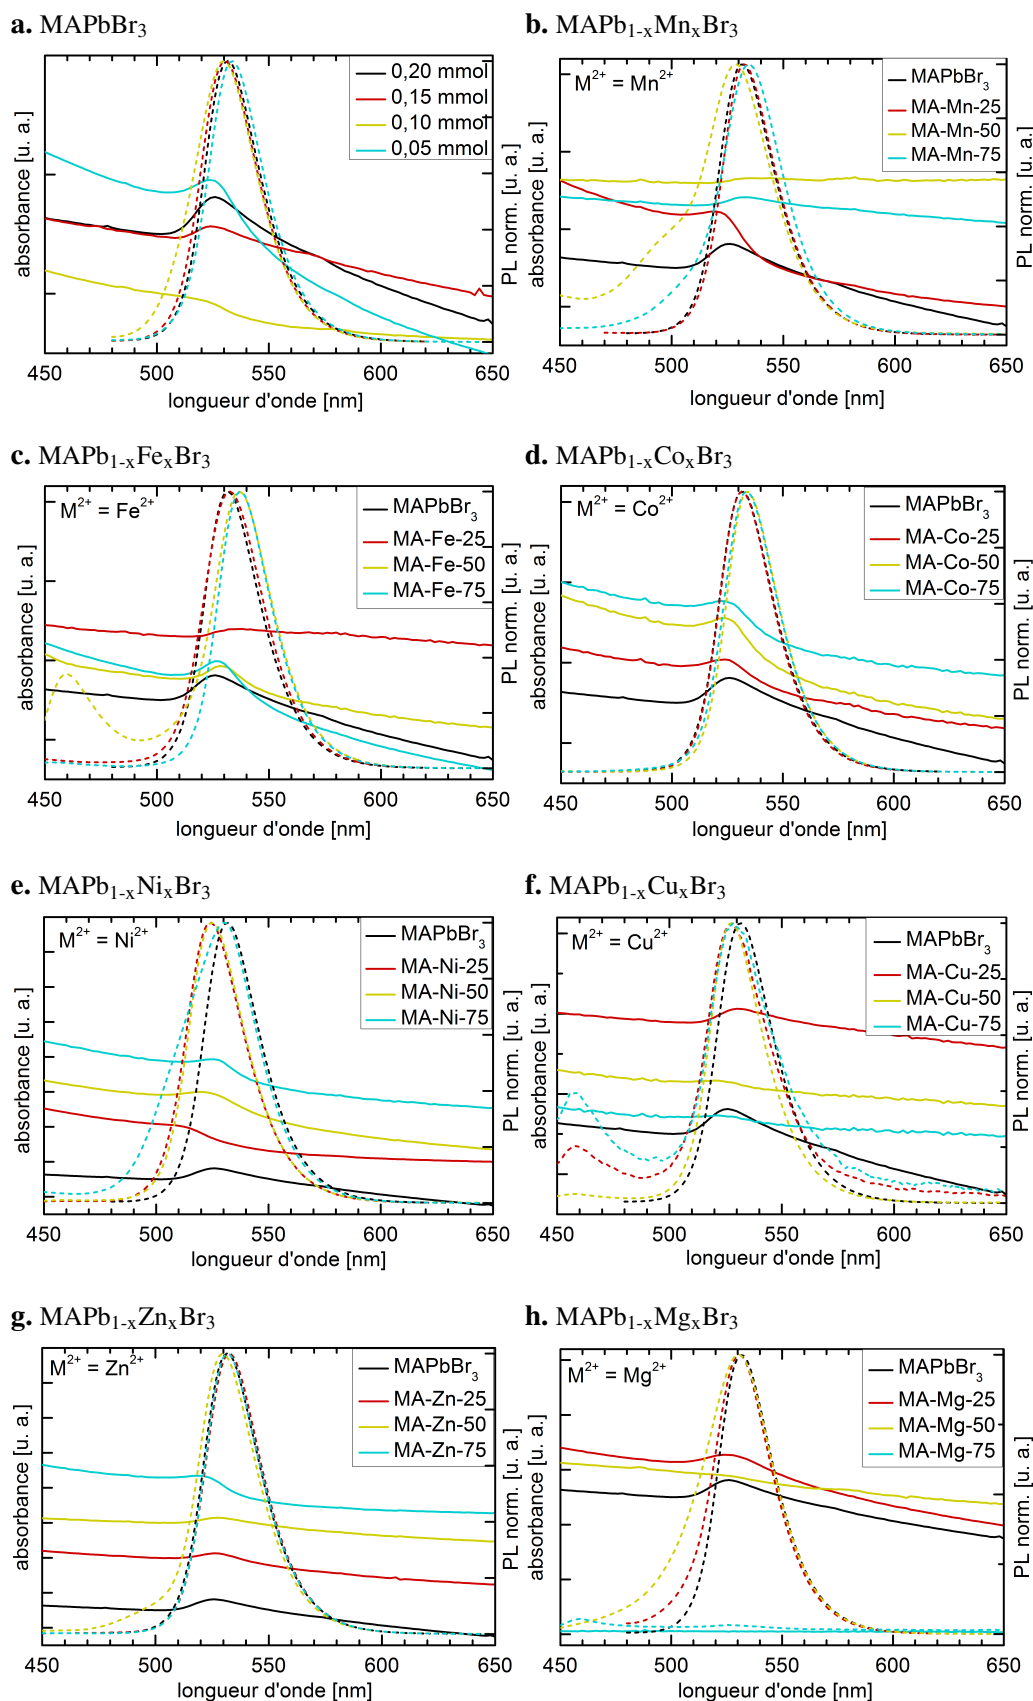 a. MAPbBr3
0,20 mmol
0,15 mmol
0,10 mmol
0,05 mmol
absorbance [u. a.]
PL norm. [u. a.]
450 500 550 600 650
longueur d'onde [nm]
b. MAPb1-xMnxBr3
M2+ = Mn2+
MAPbBr3
MA-Mn-25
MA-Mn-50
MA-Mn-75
absorbance [u. a.]
PL norm. [u. a.]
450 500 550 600 650
longueur d'onde [nm]
c. MAPb1-xFexBr3
M2+ = Fe2+
MAPbBr3
MA-Fe-25
MA-Fe-50
MA-Fe-75
absorbance [u. a.]
PL norm. [u. a.]
450 500 550 600 650
longueur d'onde [nm]
d. MAPb1-xCoxBr3
M2+ = Co2+
MAPbBr3
MA-Co-25
MA-Co-50
MA-Co-75
absorbance [u. a.]
PL norm. [u. a.]
450 500 550 600 650
longueur d'onde [nm]
e. MAPb1-xNixBr3
M2+ = Ni2+
MAPbBr3
MA-Ni-25
MA-Ni-50
MA-Ni-75
absorbance [u. a.]
PL norm. [u. a.]
450 500 550 600 650
longueur d'onde [nm]
f. MAPb1-xCuxBr3
M2+ = Cu2+
MAPbBr3
MA-Cu-25
MA-Cu-50
MA-Cu-75
absorbance [u. a.]
PL norm. [u. a.]
450 500 550 600 650
longueur d'onde [nm]
g. MAPb1-xZnxBr3
M2+ = Zn2+
MAPbBr3
MA-Zn-25
MA-Zn-50
MA-Zn-75
absorbance [u. a.]
PL norm. [u. a.]
450 500 550 600 650
longueur d'onde [nm]
h. MAPb1-xMgxBr3
M2+ = Mg2+
MAPbBr3
MA-Mg-25
MA-Mg-50
MA-Mg-75
absorbance [u. a.]
PL norm. [u. a.]
450 500 550 600 650
longueur d'onde [nm]